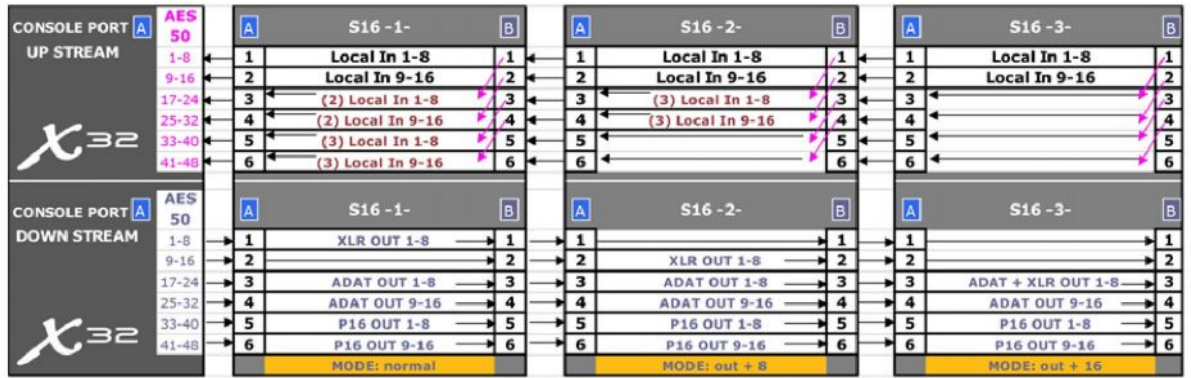 CONSOLE PORT A AES 50 A S16 -1- B A S16 -2- B A S16 -3- B
UP STREAM
1-8 1 Local In 1-8 1 1 Local In 1-8 1 1 Local In 1-8 1
9-16 2 Local In 9-16 2 2 Local In 9-16 2 2 Local In 9-16 2
17-24 3 (2) Local In 1-8 3 3 (3) Local In 1-8 3 3 3
25-32 4 (2) Local In 9-16 4 4 (3) Local In 9-16 4 4 4
33-40 5 (3) Local In 1-8 5 5 5 5 5
41-48 6 (3) Local In 9-16 6 6 6 6 6
X32
CONSOLE PORT A AES 50 A S16 -1- B A S16 -2- B A S16 -3- B
DOWN STREAM
1-8 1 XLR OUT 1-8 1 1 1 1 1
9-16 2 2 2 XLR OUT 9-16 2 2 2
17-24 3 ADAT OUT 1-8 3 3 ADAT OUT 1-8 3 3 ADAT + XLR OUT 1-8 3
25-32 4 ADAT OUT 9-16 4 4 ADAT OUT 9-16 4 4 ADAT OUT 9-16 4
33-40 5 P16 OUT 1-8 5 5 P16 OUT 1-8 5 5 P16 OUT 1-8 5
41-48 6 P16 OUT 9-16 6 6 P16 OUT 9-16 6 6 P16 OUT 9-16 6
X32
MODE: normal MODE: out + 8 MODE: out + 16